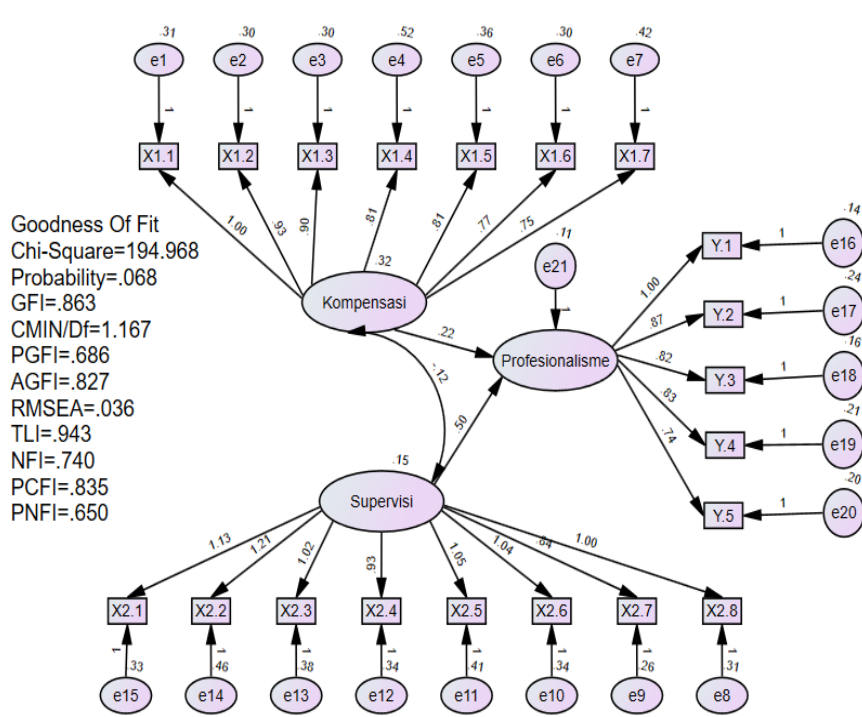 .31 .30 .30 .52 .36 .30 .42
e1 e2 e3 e4 e5 e6 e7
1 1 1 1 1 1 1
X1.1 X1.2 X1.3 X1.4 X1.5 X1.6 X1.7
1.00 .93 .90 .81 .81 .77 .75
Goodness Of Fit
Chi-Square=194.968
Probability=.068
GFI=.863
CMIN/Df=1.167
PGFI=.686
AGFI=.827
RMSEA=.036
TLI=.943
NFI=.740
PCFI=.835
PNFI=.650
.32
Kompensasi
.11
e21
1
.22
Profesionalisme
-.12
.50
.14
Y.1 1 e16
1.00
.24
Y.2 1 e17
.87
.16
Y.3 1 e18
.82
.21
Y.4 1 e19
.83
.20
Y.5 1 e20
.74
.15
Supervisi
1.13 1.21 1.02 .93 1.05 1.04 .84 1.00
X2.1 X2.2 X2.3 X2.4 X2.5 X2.6 X2.7 X2.8
1 1 1 1 1 1 1 1
.33 .46 .38 .34 .41 .34 .26 .31
e15 e14 e13 e12 e11 e10 e9 e8